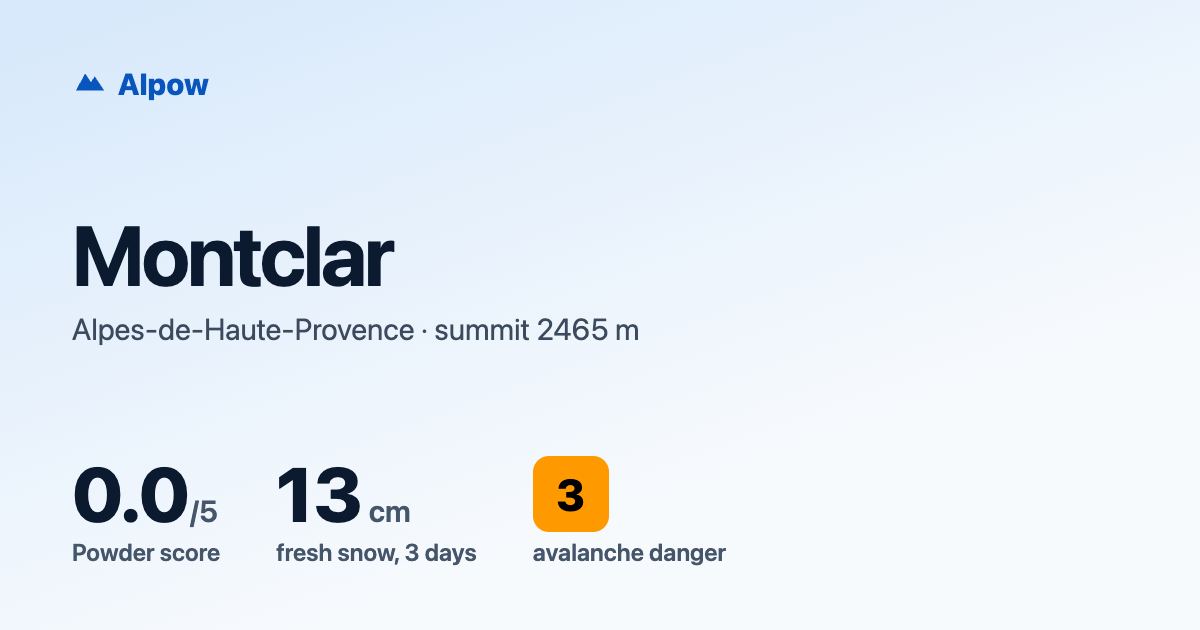 Alpow
Montclar
Alpes-de-Haute-Provence · summit 2465 m
0.0/5 13 cm 3
Powder score fresh snow, 3 days avalanche danger